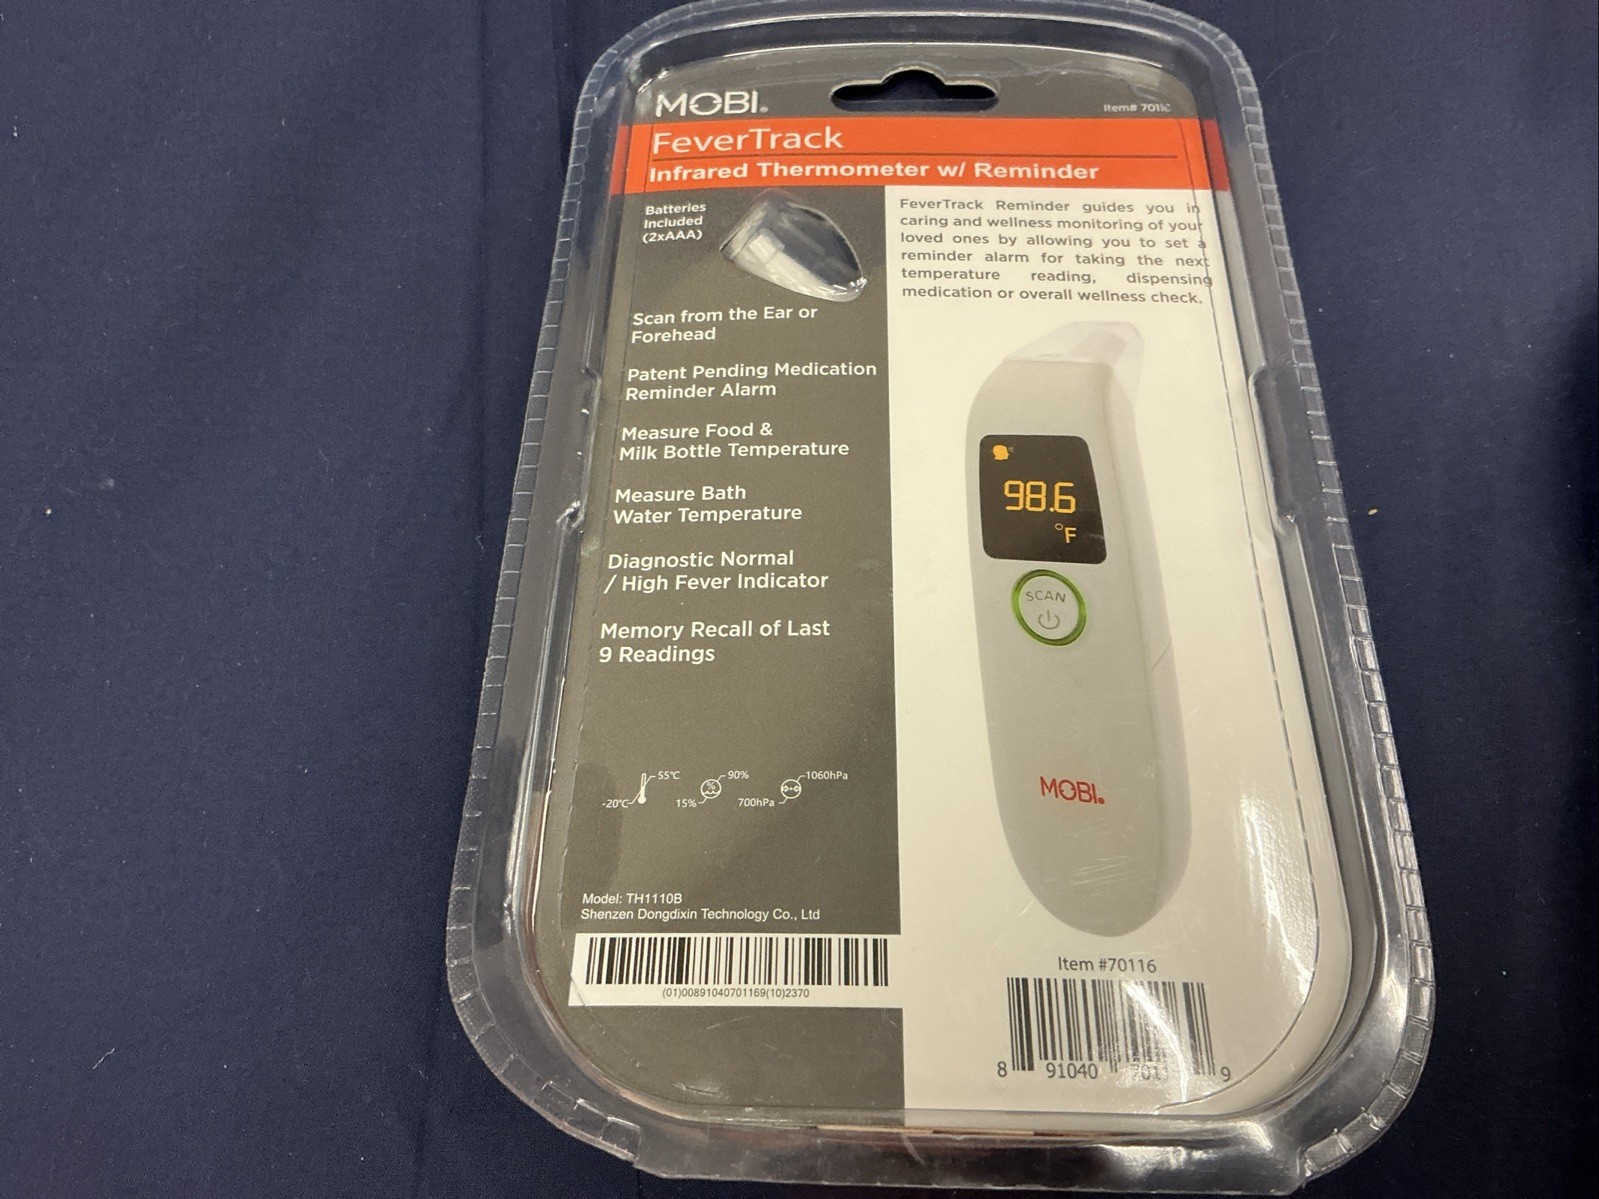 MOBI.
Item#
FeverTrack
Infrared Thermometer w/ Reminder
Batteries
Included
(2xAAA)
Scan from the Ear or
Forehead
Patent Pending Medication
Reminder Alarm
Measure Food &
Milk Bottle Temperature
Measure Bath
Water Temperature
Diagnostic Normal
/ High Fever Indicator
Memory Recall of Last
9 Readings
-20°C 55°C
15% 90%
700hPa 1060hPa
Model: TH1110B
Shenzen Dongdixin Technology Co., Ltd
(01)00891040701169(10)2370
FeverTrack Reminder guides you in
caring and wellness monitoring of your
loved ones by allowing you to set a
reminder alarm for taking the next
temperature reading, dispensing
medication or overall wellness check.
98.6
°F
SCAN
MOBI.
Item #70116
8 91040 9